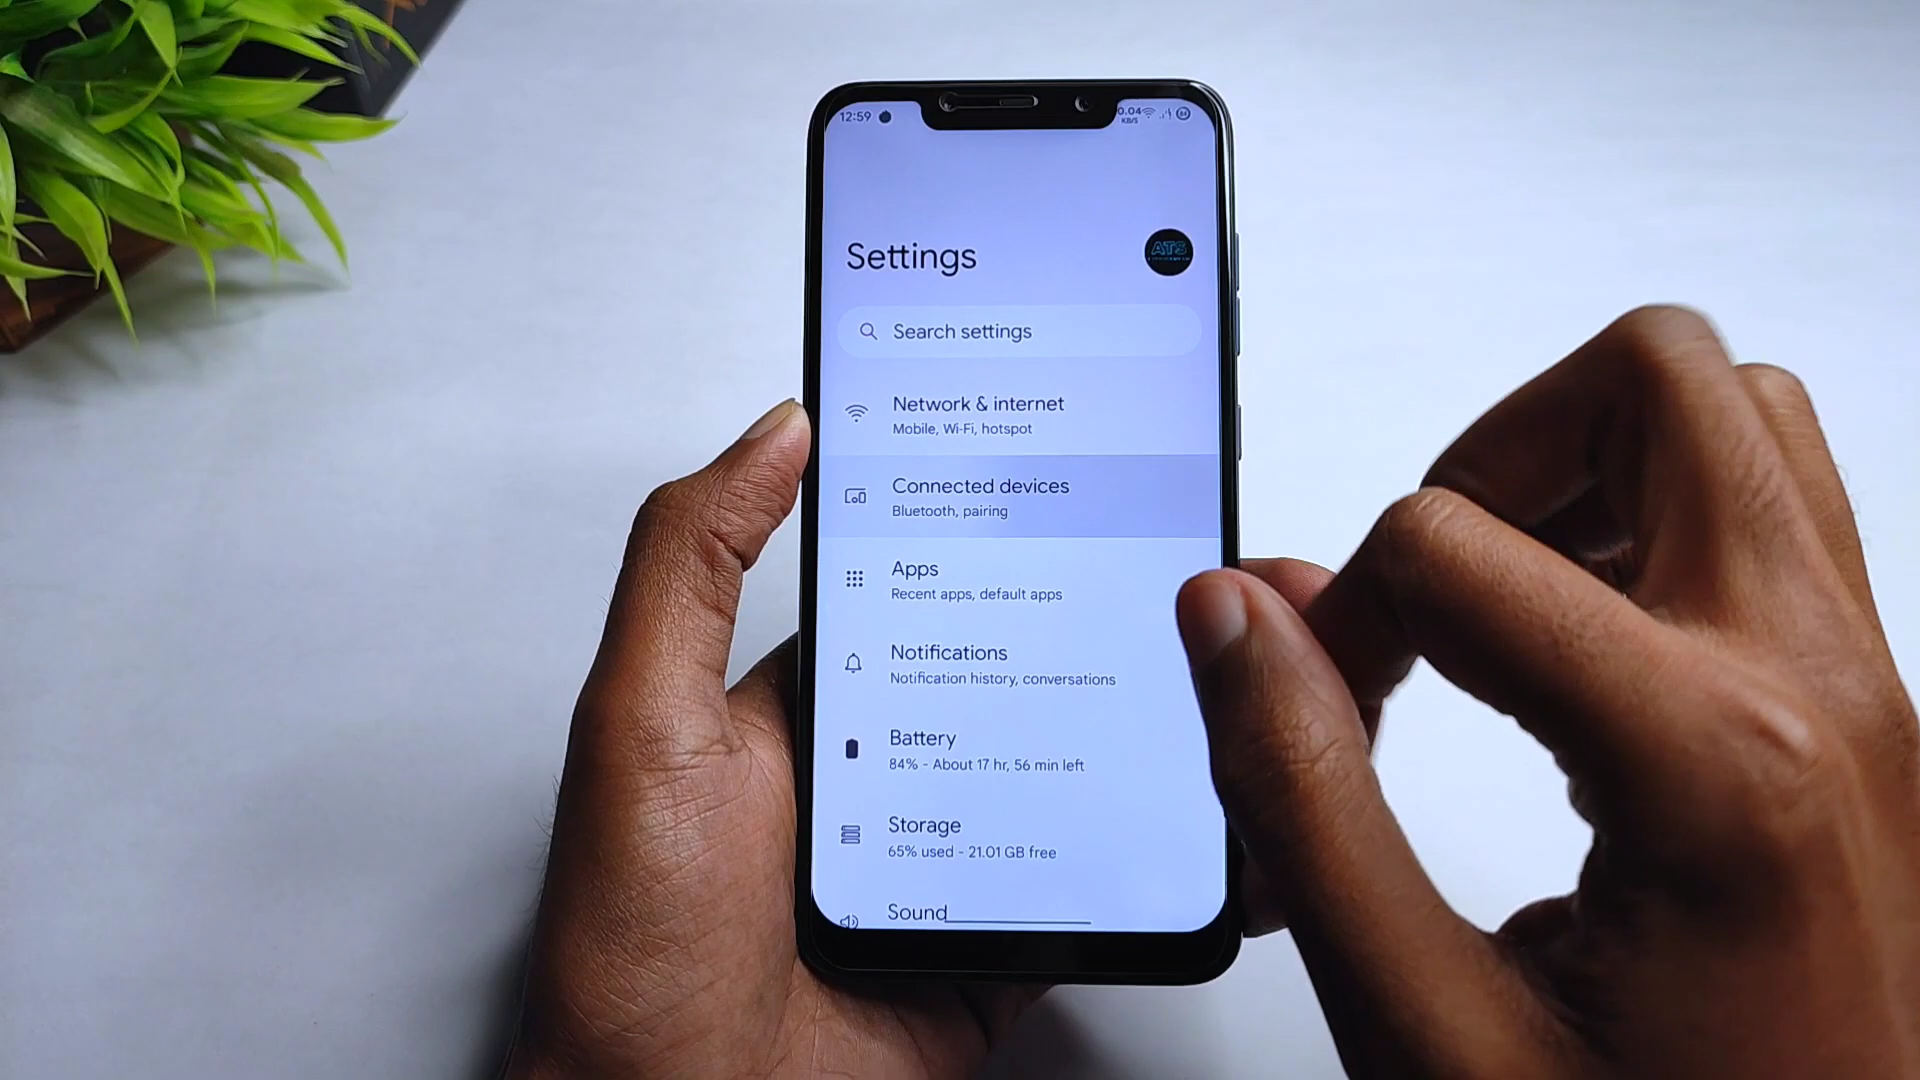 12:59
0.04
KB/S
84
Settings
ATS
Search settings
Network & internet
Mobile, Wi-Fi, hotspot
Connected devices
Bluetooth, pairing
Apps
Recent apps, default apps
Notifications
Notification history, conversations
Battery
84% - About 17 hr, 56 min left
Storage
65% used - 21.01 GB free
Sound